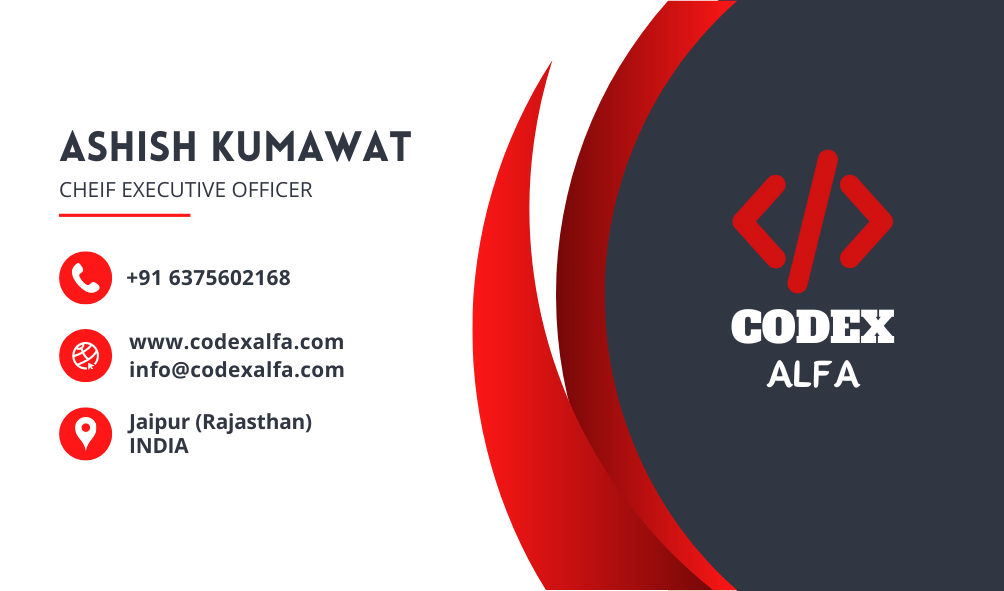 ASHISH KUMAWAT
CHEIF EXECUTIVE OFFICER
+91 6375602168
www.codexalfa.com
info@codexalfa.com
Jaipur (Rajasthan)
INDIA
</>
CODEX
ALFA